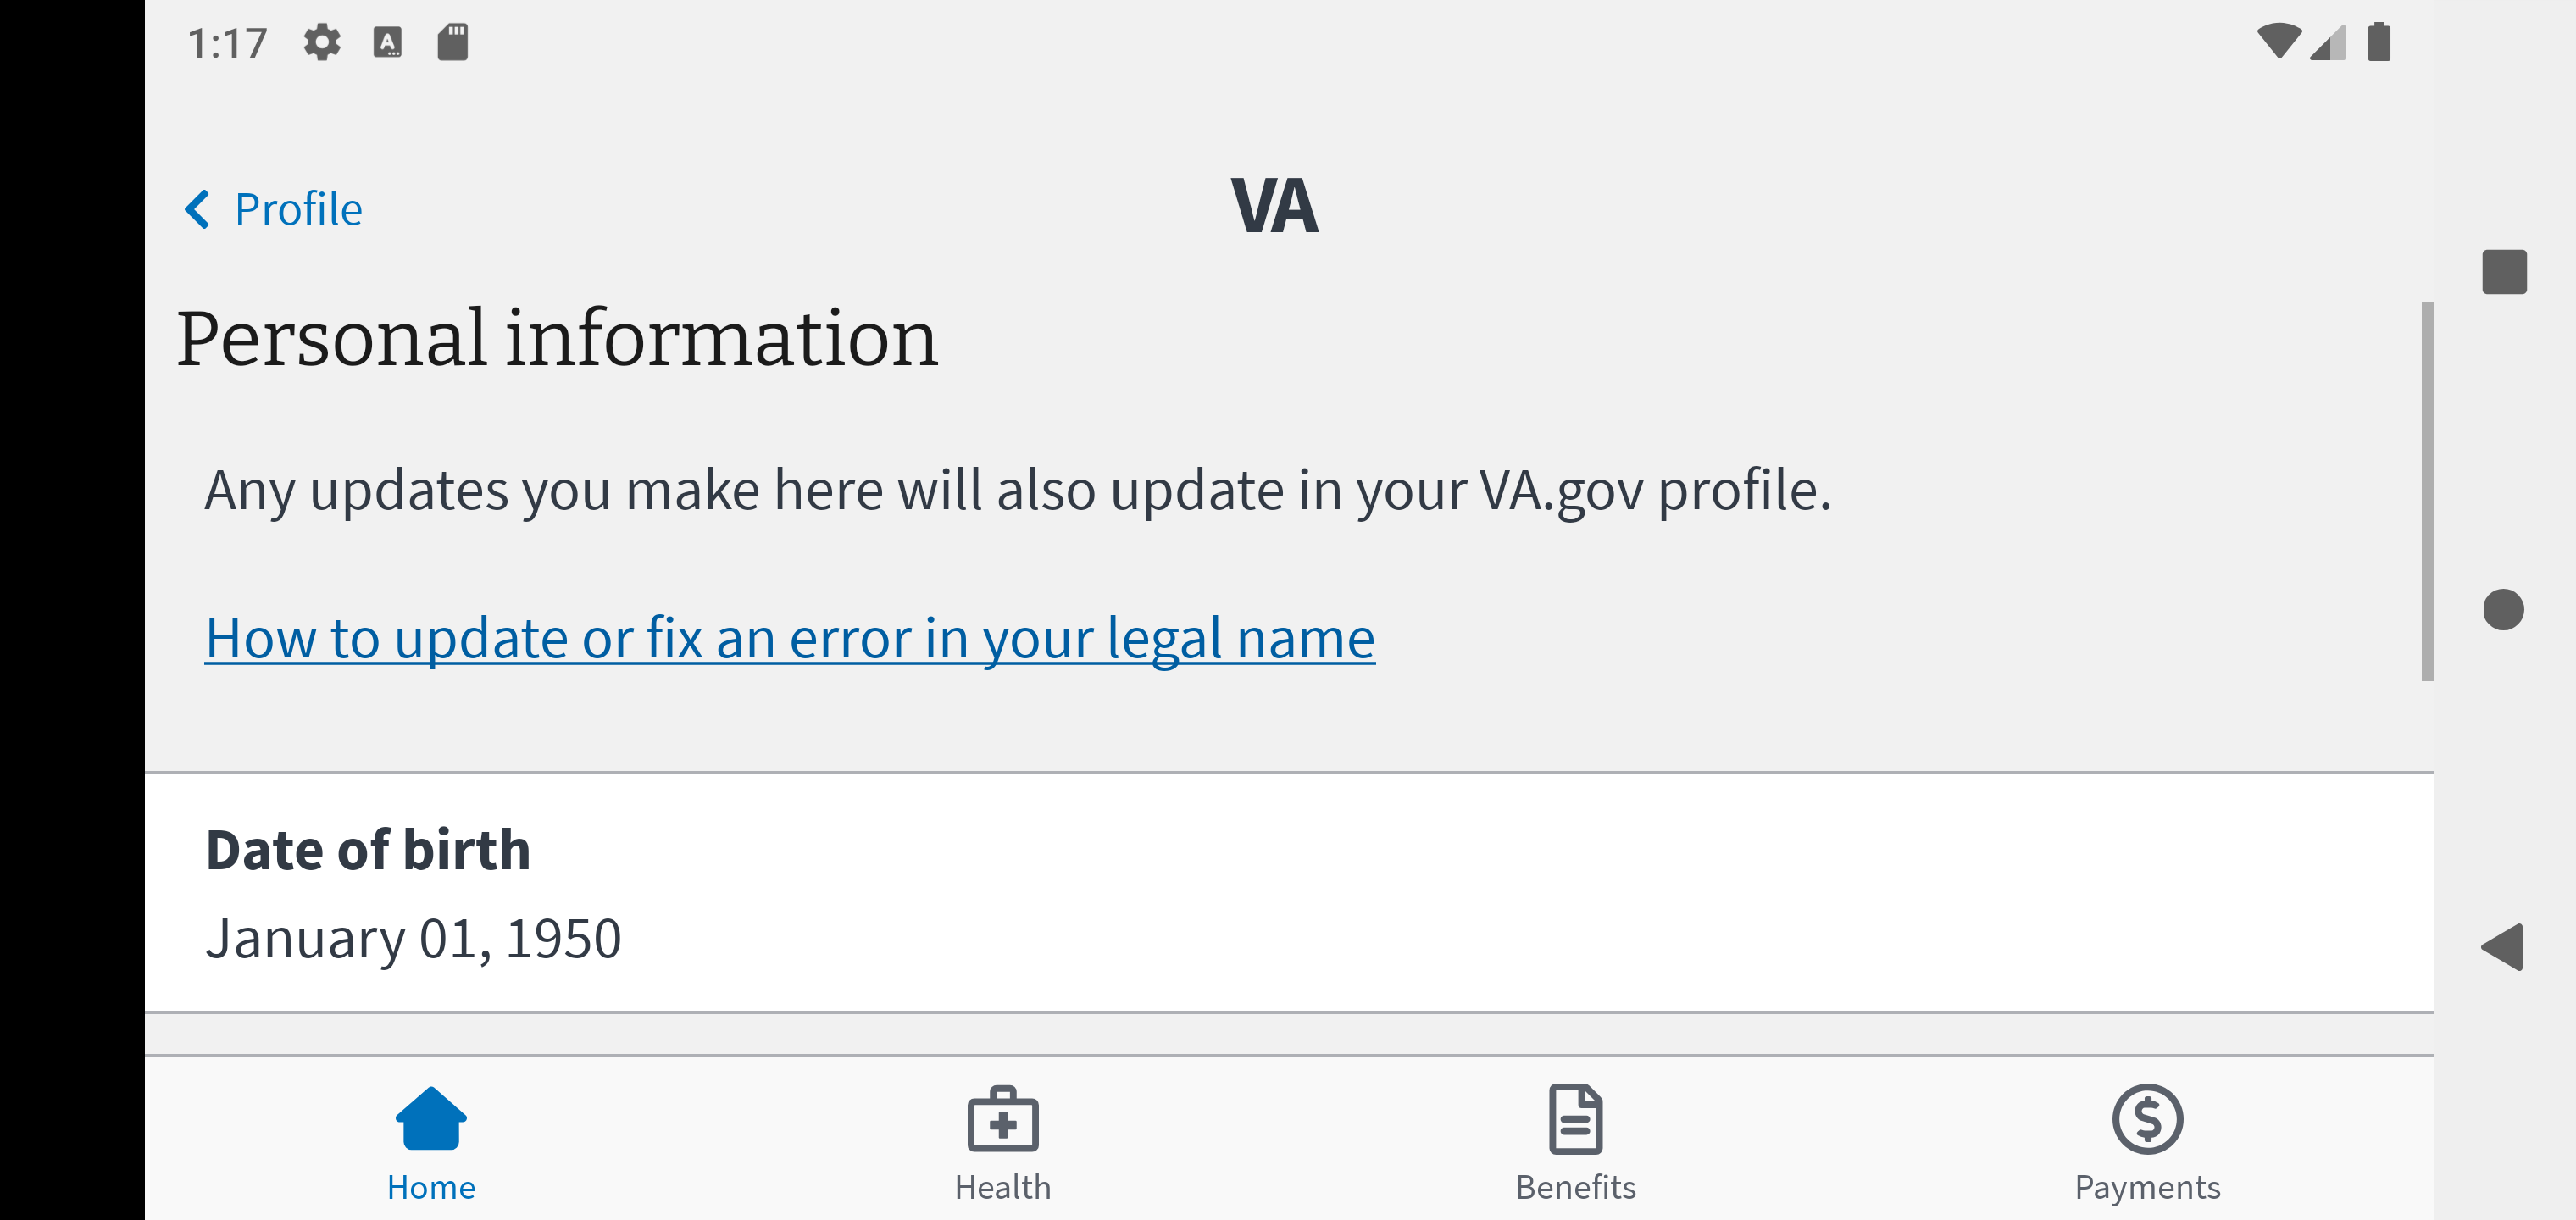 1:17
Profile
VA
Personal information
Any updates you make here will also update in your VA.gov profile.
How to update or fix an error in your legal name
Date of birth
January 01, 1950
Home
Health
Benefits
Payments